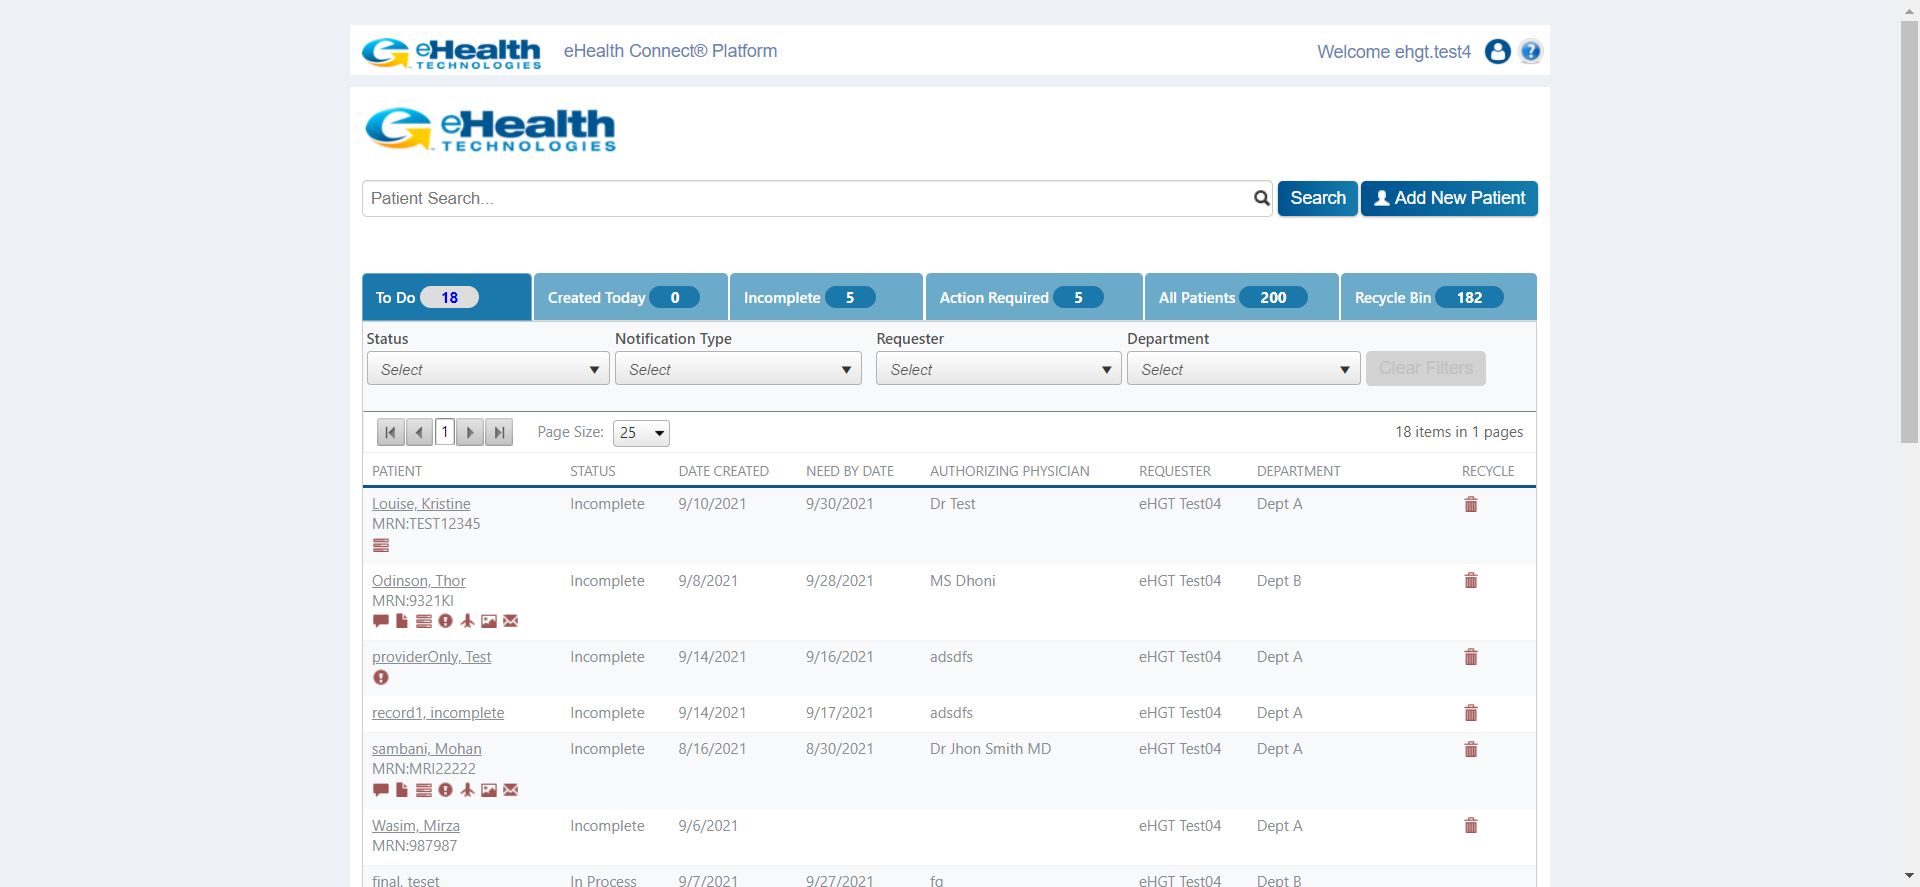 eHealth TECHNOLOGIES eHealth Connect® Platform Welcome ehgt.test4
eHealth
TECHNOLOGIES
Patient Search... Search Add New Patient
To Do 18 Created Today 0 Incomplete 5 Action Required 5 All Patients 200 Recycle Bin 182
Status Notification Type Requester Department
Select Select Select Select Clear Filters
1 Page Size: 25 18 items in 1 pages
PATIENT STATUS DATE CREATED NEED BY DATE AUTHORIZING PHYSICIAN REQUESTER DEPARTMENT RECYCLE
Louise, Kristine Incomplete 9/10/2021 9/30/2021 Dr Test eHGT Test04 Dept A
MRN:TEST12345
Odinson, Thor Incomplete 9/8/2021 9/28/2021 MS Dhoni eHGT Test04 Dept B
MRN:9321KI
providerOnly, Test Incomplete 9/14/2021 9/16/2021 adsdfs eHGT Test04 Dept A
record1, incomplete Incomplete 9/14/2021 9/17/2021 adsdfs eHGT Test04 Dept A
sambani, Mohan Incomplete 8/16/2021 8/30/2021 Dr Jhon Smith MD eHGT Test04 Dept A
MRN:MRI22222
Wasim, Mirza Incomplete 9/6/2021 eHGT Test04 Dept A
MRN:987987
final, teset In Process 9/7/2021 9/27/2021 fq eHGT Test04 Dept B